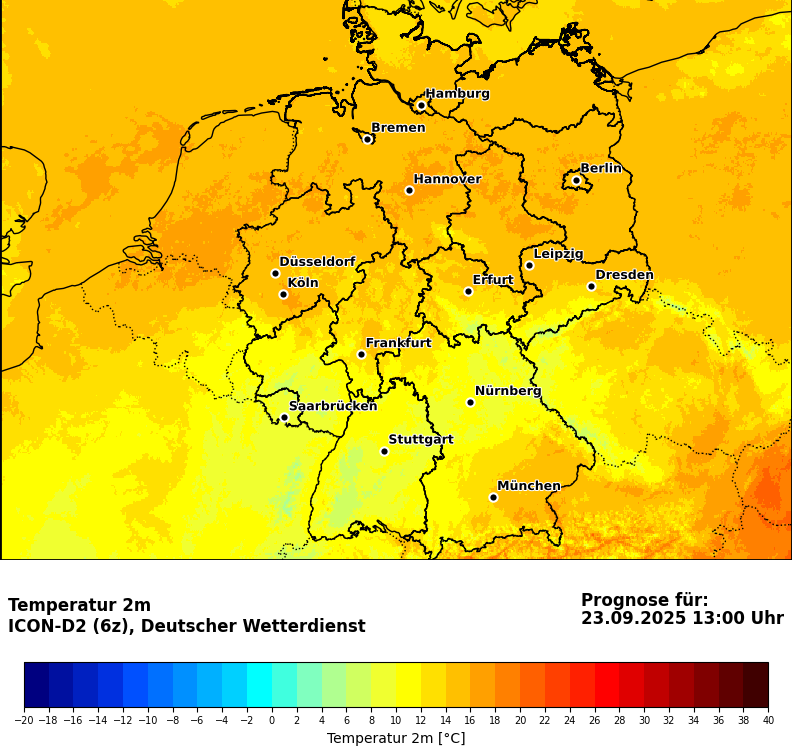 Hamburg
Bremen
Berlin
Hannover
Düsseldorf
Leipzig
Köln
Erfurt
Dresden
Frankfurt
Nürnberg
Saarbrücken
Stuttgart
München
Temperatur 2m
ICON-D2 (6z), Deutscher Wetterdienst
Prognose für:
23.09.2025 13:00 Uhr
−20 −18 −16 −14 −12 −10 −8 −6 −4 −2 0 2 4 6 8 10 12 14 16 18 20 22 24 26 28 30 32 34 36 38 40
Temperatur 2m [°C]